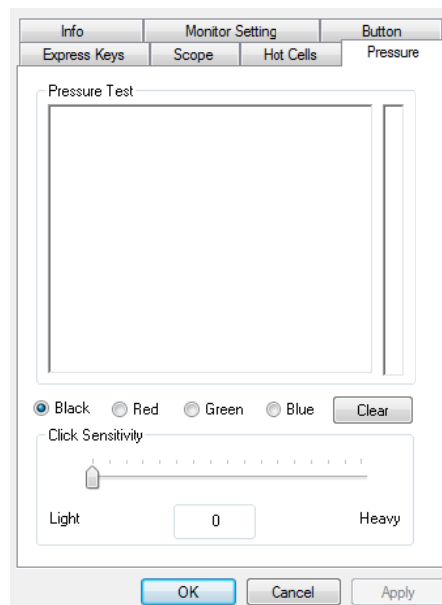 Info Monitor Setting Button
Express Keys Scope Hot Cells Pressure
Pressure Test
Black Red Green Blue Clear
Click Sensitivity
Light 0 Heavy
OK Cancel Apply